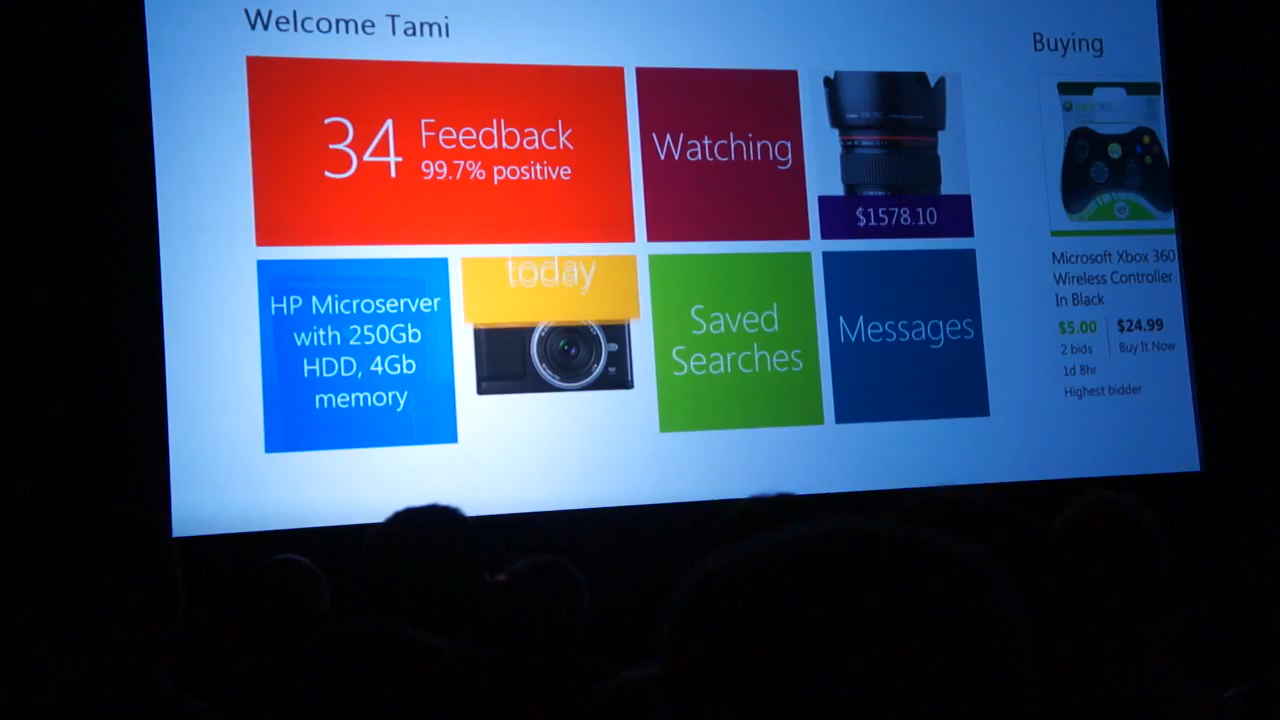 Welcome Tami
Buying
34 Feedback
99.7% positive
Watching
$1578.10
HP Microserver
with 250Gb
HDD, 4Gb
memory
today
Saved
Searches
Messages
Microsoft Xbox 360
Wireless Controller
In Black
$5.00 $24.99
2 bids Buy It Now
1d 8hr
Highest bidder